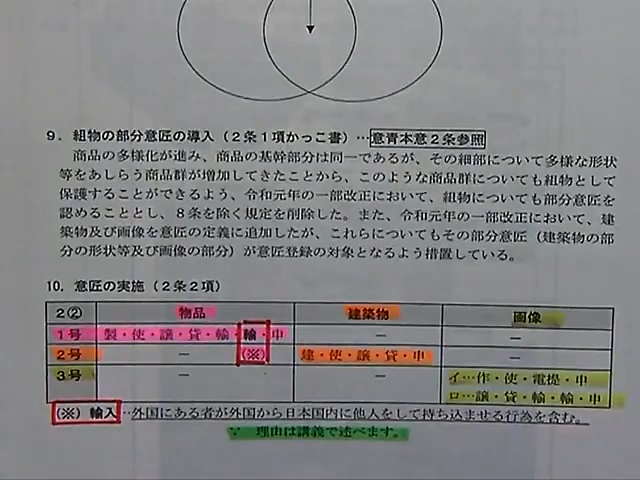 9．組物の部分意匠の導入（２条１項かっこ書）…意青本意２条参照
商品の多様化が進み、商品の基幹部分は同一であるが、その細部について多様な形状
等をあしらう商品群が増加してきたことから、このような商品群についても組物として
保護することができるよう、令和元年の一部改正において、組物についても部分意匠を
認めることとし、８条を除く規定を削除した。また、令和元年の一部改正において、建
築物及び画像を意匠の定義に追加したが、これらについてもその部分意匠（建築物の部
分の形状等及び画像の部分）が意匠登録の対象となるよう措置している。
10．意匠の実施（２条２項）
２② 物品 建築物 画像
１号 製・使・譲・貸・輸・輸・申 － －
２号 －（※） 建・使・譲・貸・申 －
３号 － － イ…作・使・電提・申
ロ…譲・貸・輸・輸・申
（※）輸入…外国にある者が外国から日本国内に他人をして持ち込ませる行為を含む。
∵ 理由は講義で述べます。